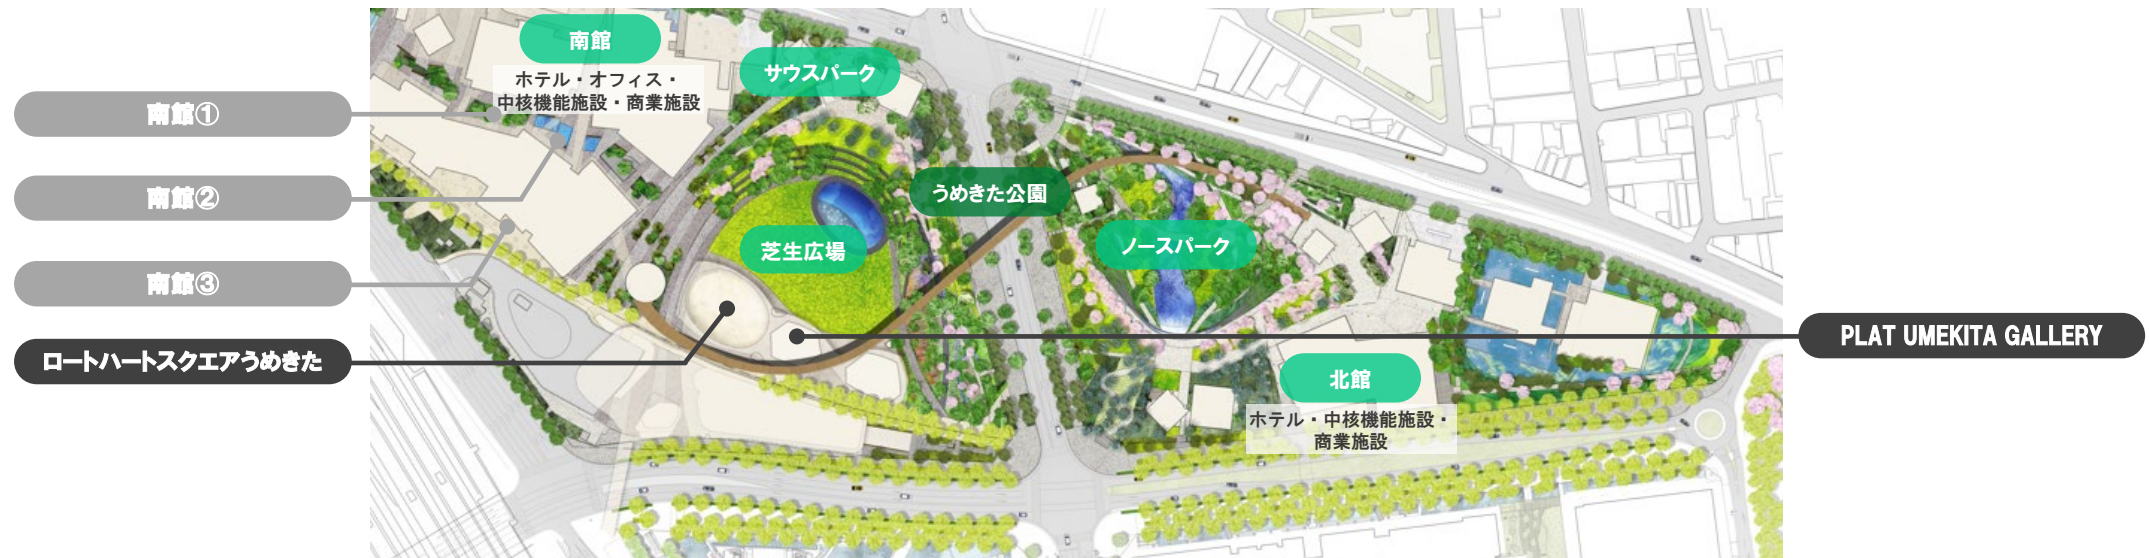 南館
ホテル・オフィス・
中核機能施設・商業施設
サウスパーク
南館①
南館②
南館③
うめきた公園
芝生広場
ノースパーク
ロートハートスクエアうめきた
PLAT UMEKITA GALLERY
北館
ホテル・中核機能施設・
商業施設